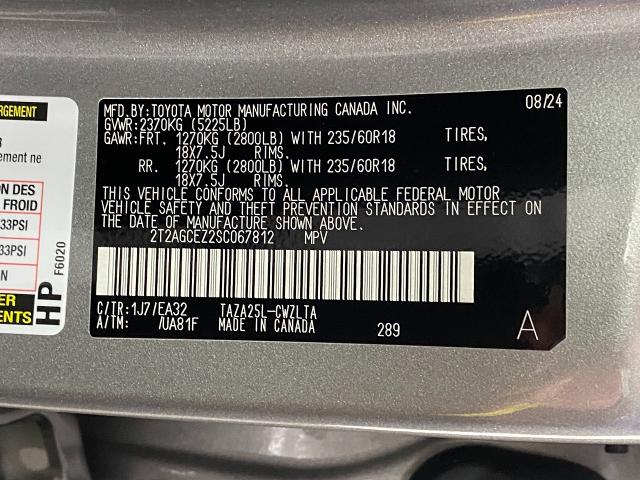 MFD.BY:TOYOTA MOTOR MANUFACTURING CANADA INC. 08/24
GVWR:2370KG (5225LB)
GAWR:FRT. 1270KG (2800LB) WITH 235/60R18 TIRES,
18X7.5J RIMS.
RR. 1270KG (2800LB) WITH 235/60R18 TIRES,
18X7.5J RIMS.
THIS VEHICLE CONFORMS TO ALL APPLICABLE FEDERAL MOTOR
VEHICLE SAFETY AND THEFT PREVENTION STANDARDS IN EFFECT ON
THE DATE OF MANUFACTURE SHOWN ABOVE.
2T2AGCEZ2SC067812 MPV
C/TR:1J7/EA32 TAZA25L-CWZLTA
A/TM: /UA81F MADE IN CANADA 289 A
RGEMENT
ement ne
ION DES
FROID
33PSI
33PSI
N
ER
ENTS
HP
F6020